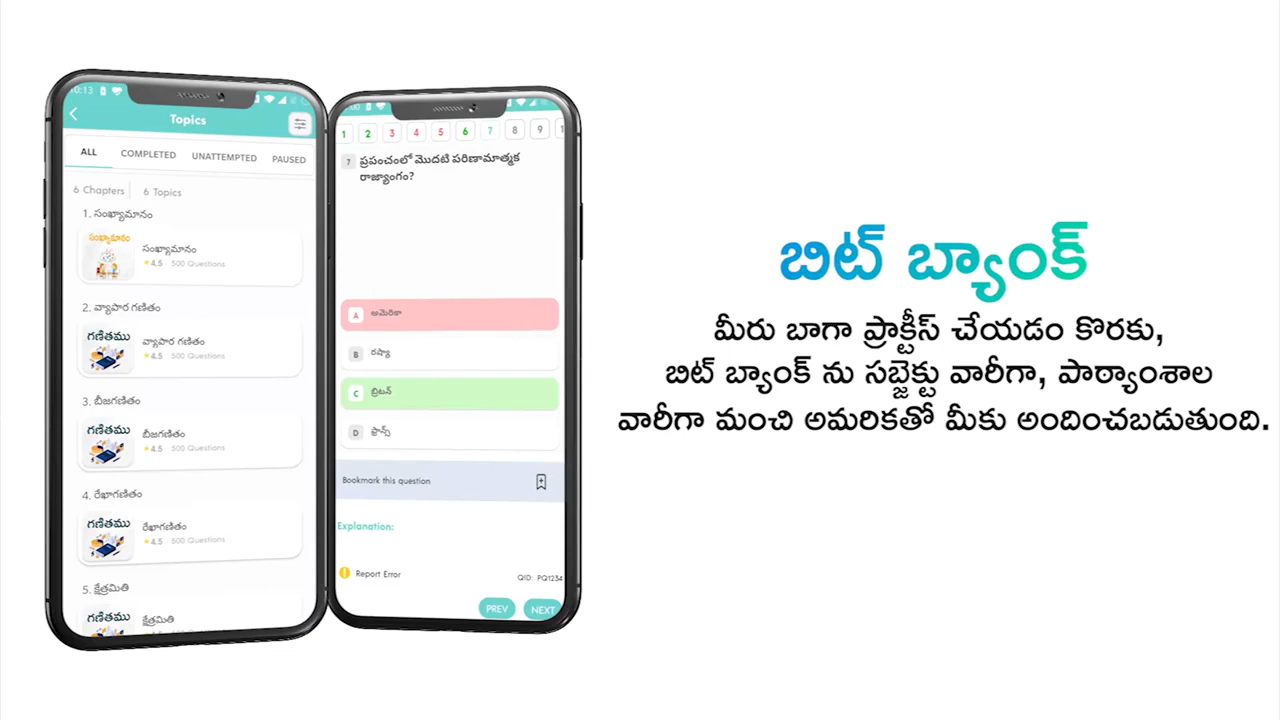 10:13
Topics
ALL COMPLETED UNATTEMPTED PAUSED
6 Chapters 6 Topics
1. సంఖ్యామానం
సంఖ్యామానం
సంఖ్యామానం
4.5 500 Questions
2. వ్యాపార గణితం
గణితము
వ్యాపార గణితం
4.5 500 Questions
3. బీజగణితం
గణితము
బీజగణితం
4.5 500 Questions
4. రేఖాగణితం
గణితము
రేఖాగణితం
4.5 500 Questions
5. క్షేత్రమితి
గణితము
క్షేత్రమితి
1 2 3 4 5 6 7 8 9
? ప్రపంచంలో మొదటి పరిణామాత్మక
రాజ్యాంగం?
A అమెరికా
B రష్యా
C బ్రిటన్
D ఫ్రాన్స్
Bookmark this question
Explanation:
Report Error
QID: PQ1234
PREV NEXT
బిట్ బ్యాంక్
మీరు బాగా ప్రాక్టీస్ చేయడం కొరకు,
బిట్ బ్యాంక్ ను సబ్జెక్టు వారీగా, పాఠ్యాంశాల
వారీగా మంచి అమరికతో మీకు అందించబడుతుంది.